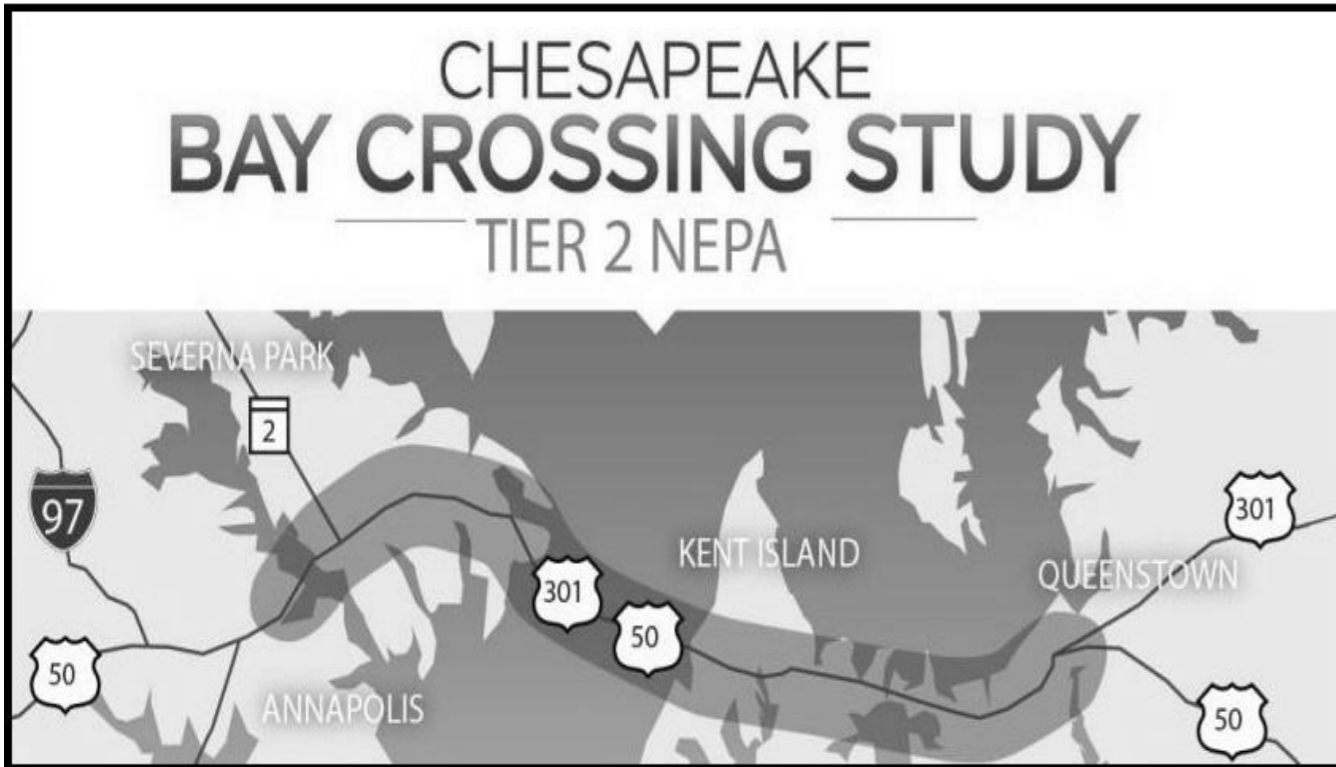 CHESAPEAKE
BAY CROSSING STUDY
TIER 2 NEPA
SEVERNA PARK
2
97
301
KENT ISLAND
QUEENSTOWN
301
50
50
ANNAPOLIS
50